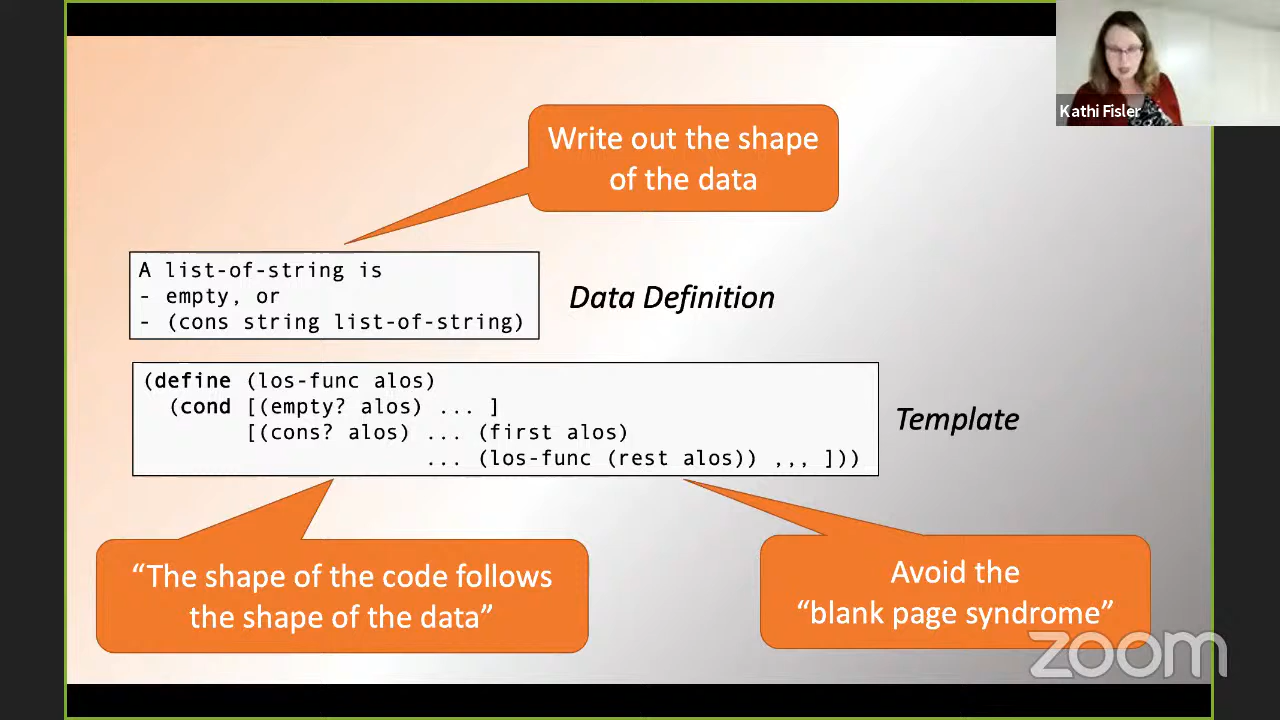 Kathi Fisler
Write out the shape
of the data
A list-of-string is
- empty, or
- (cons string list-of-string)
Data Definition
(define (los-func alos)
(cond [(empty? alos) ... ]
[(cons? alos) ... (first alos)
... (los-func (rest alos)) ,,, ]))
Template
“The shape of the code follows
the shape of the data”
Avoid the
“blank page syndrome”
zoom